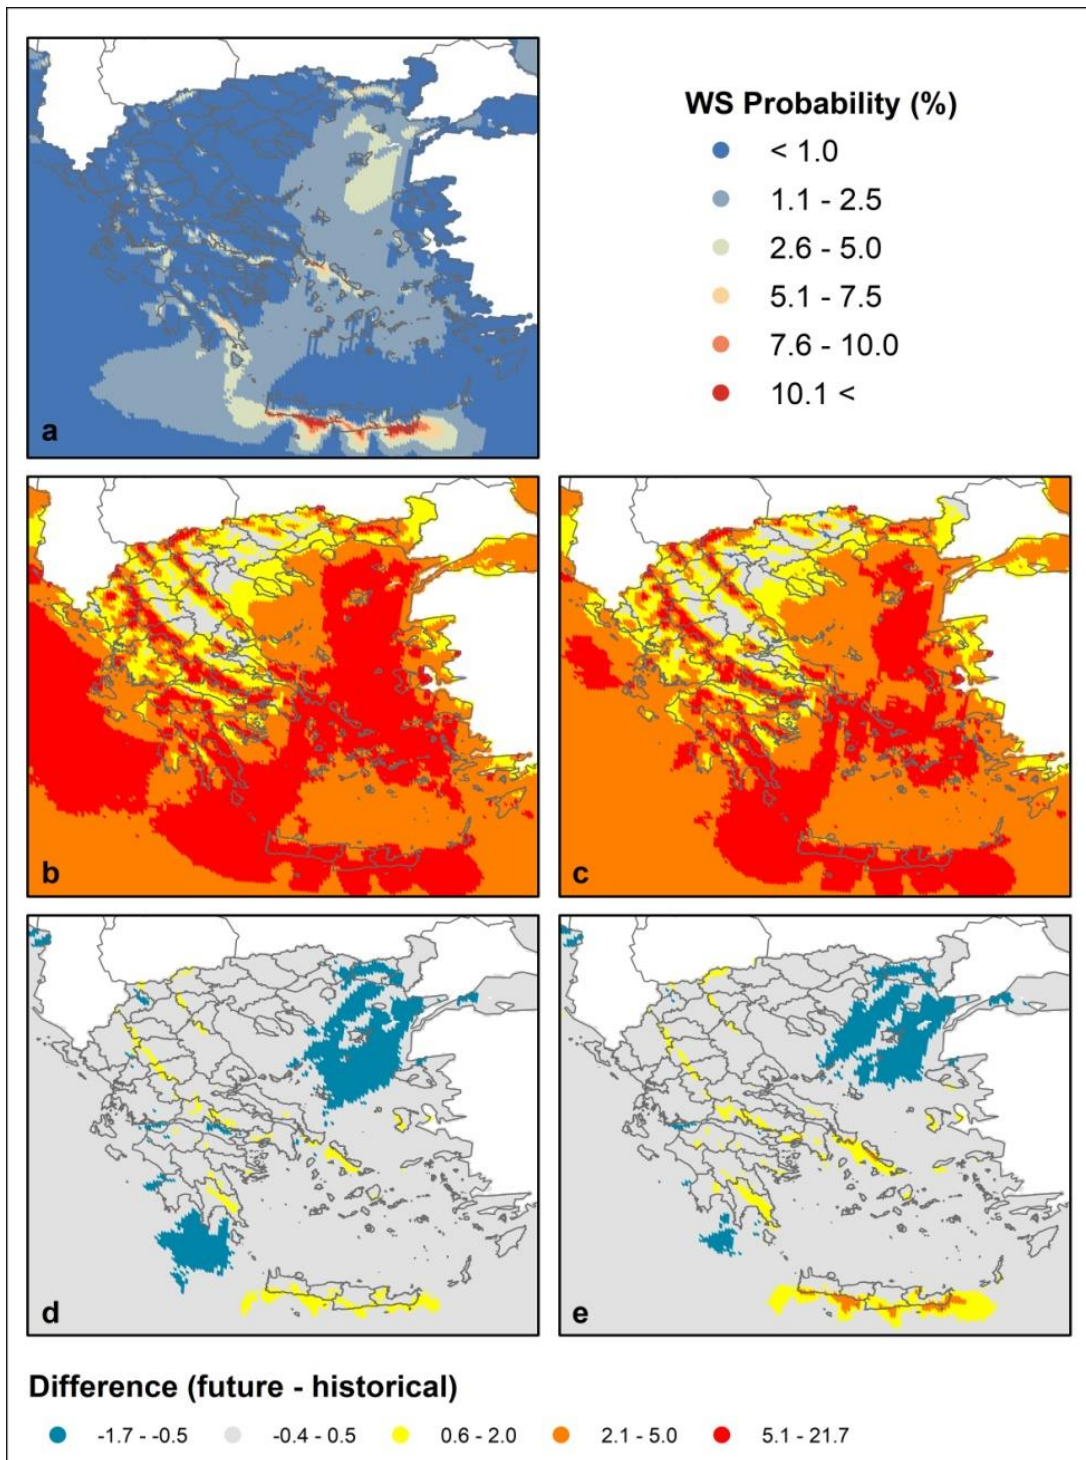 WS Probability (%)
< 1.0
1.1 - 2.5
2.6 - 5.0
5.1 - 7.5
7.6 - 10.0
10.1 <
a
b
c
d
e
Difference (future - historical)
-1.7 - -0.5
-0.4 - 0.5
0.6 - 2.0
2.1 - 5.0
5.1 - 21.7